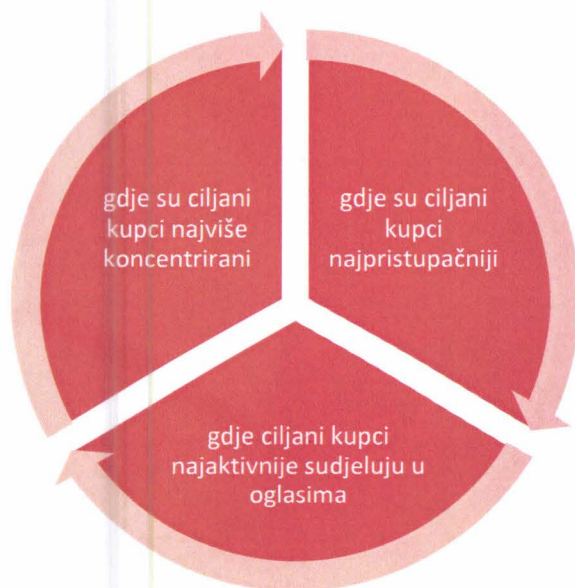 gdje su ciljani
kupci najviše
koncentrirani
gdje su ciljani
kupci
najpristupačniji
gdje ciljani kupci
najaktivnije sudjeluju u
oglasima